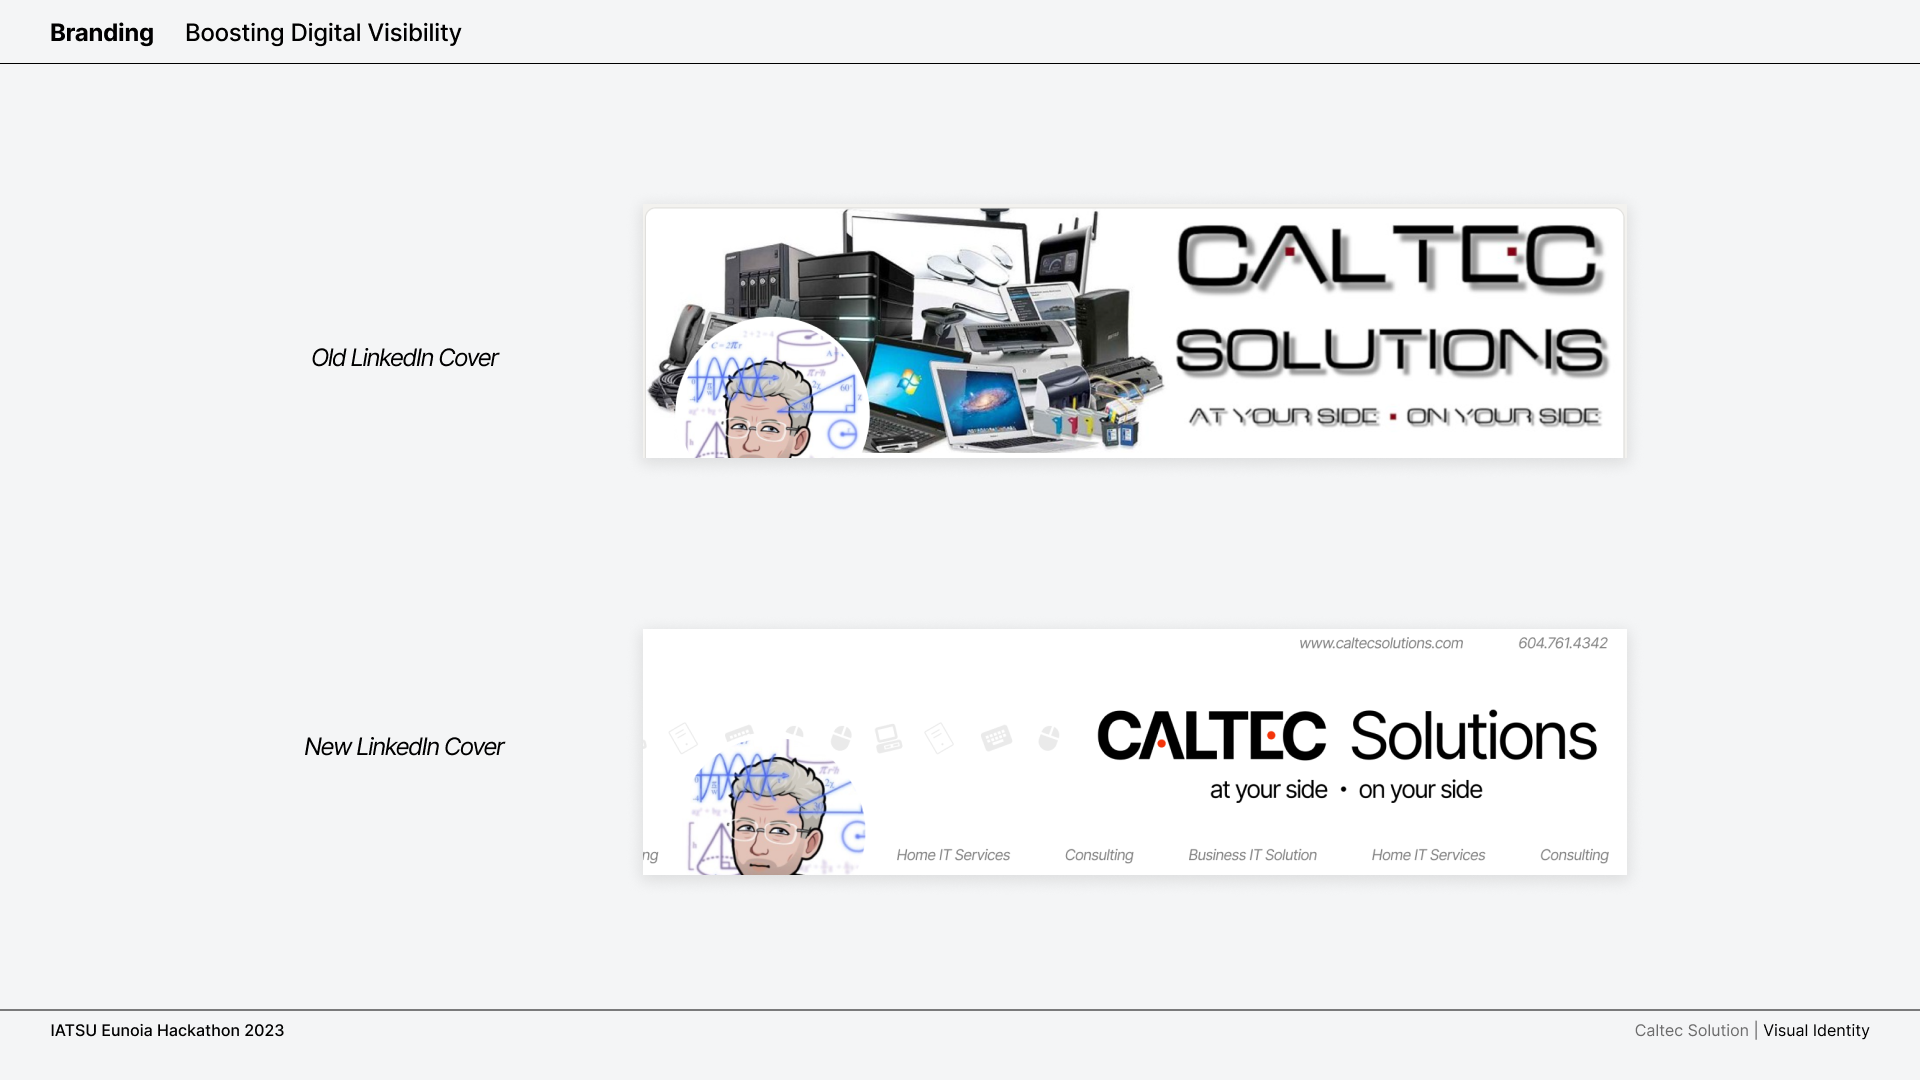 Branding Boosting Digital Visibility
Old LinkedIn Cover
CALTEC
SOLUTIONS
AT YOUR SIDE ▪ ON YOUR SIDE
C=2πr
60°
New LinkedIn Cover
www.caltecsolutions.com 604.761.4342
CALTEC Solutions
at your side • on your side
ng Home IT Services Consulting Business IT Solution Home IT Services Consulting
IATSU Eunoia Hackathon 2023
Caltec Solution | Visual Identity